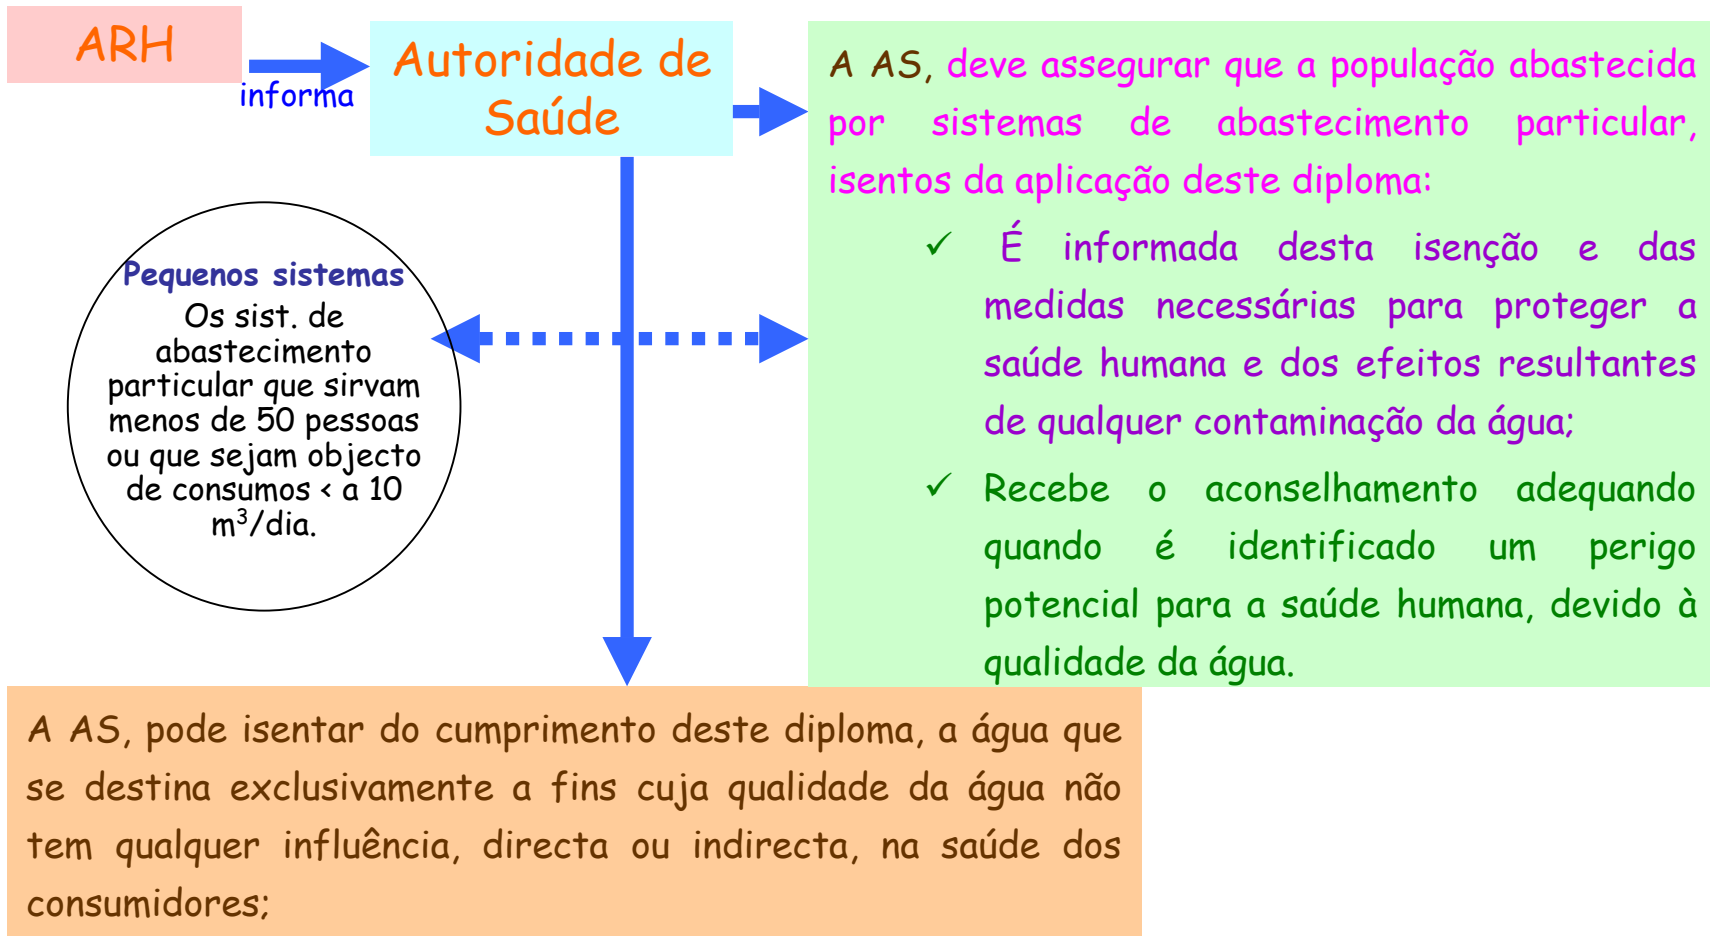 ARH
informa
Autoridade de
Saúde
A AS, deve assegurar que a população abastecida
por sistemas de abastecimento particular,
isentos da aplicação deste diploma:
✓ É informada desta isenção e das
medidas necessárias para proteger a
saúde humana e dos efeitos resultantes
de qualquer contaminação da água;
✓ Recebe o aconselhamento adequando
quando é identificado um perigo
potencial para a saúde humana, devido à
qualidade da água.
Pequenos sistemas
Os sist. de
abastecimento
particular que sirvam
menos de 50 pessoas
ou que sejam objecto
de consumos < a 10
m³/dia.
A AS, pode isentar do cumprimento deste diploma, a água que
se destina exclusivamente a fins cuja qualidade da água não
tem qualquer influência, directa ou indirecta, na saúde dos
consumidores;